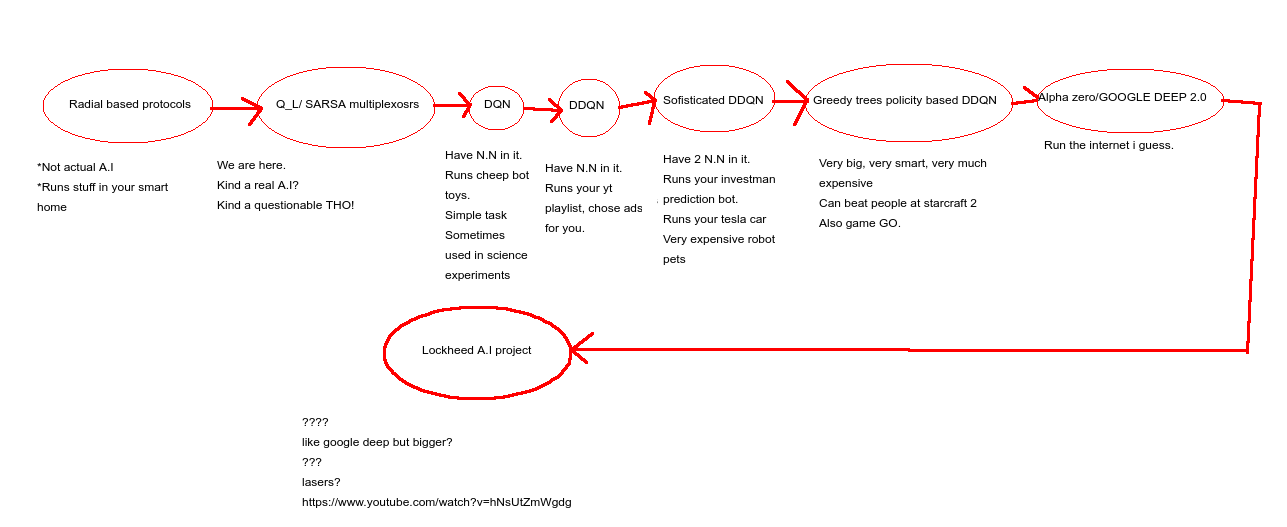 Radial based protocols
Q_L/ SARSA multiplexosrs
DQN
DDQN
Sofisticated DDQN
Greedy trees policity based DDQN
Alpha zero/GOOGLE DEEP 2.0
*Not actual A.I
*Runs stuff in your smart
home
We are here.
Kind a real A.I?
Kind a questionable THO!
Have N.N in it.
Runs cheep bot
toys.
Simple task
Sometimes
used in science
experiments
Have N.N in it.
Runs your yt
playlist, chose ads
for you.
Have 2 N.N in it.
Runs your investman
prediction bot.
Runs your tesla car
Very expensive robot
pets
Very big, very smart, very much
expensive
Can beat people at starcraft 2
Also game GO.
Run the internet i guess.
Lockheed A.I project
????
like google deep but bigger?
???
lasers?
https://www.youtube.com/watch?v=hNsUtZmWgdg